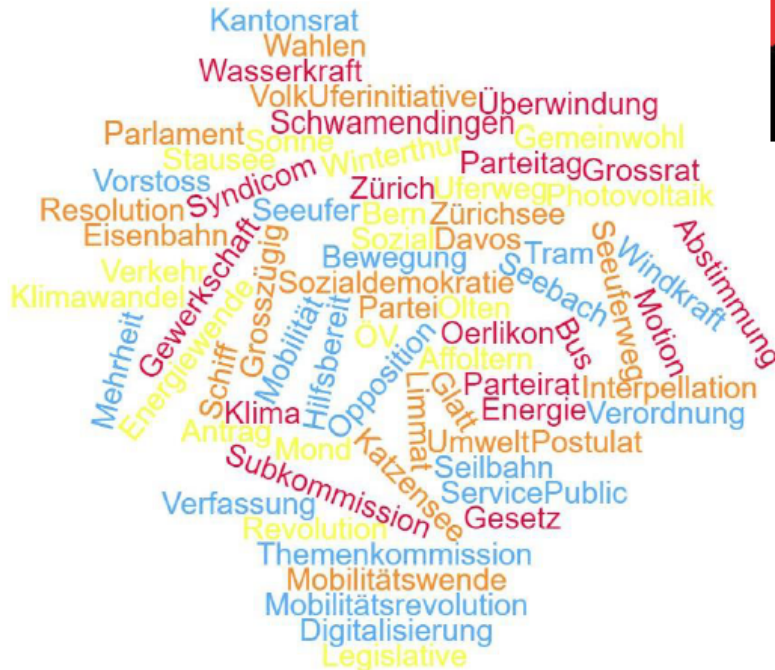 Kantonsrat
Wahlen
Wasserkraft
VolkUferinitiative
Überwindung
Schwamendingen
Parlament
Sonne
Gemeinwohl
Stausee
Winterthur
Parteitag
Grossrat
Vorstoss
Syndicom
Zürich
Uferweg
Photovoltaik
Resolution
Seeufer
Bern
Zürichsee
Eisenbahn
Sozial
Davos
Tram
Bewegung
Seebach
Seeuferweg
Windkraft
Abstimmung
Verkehr
Gewerkschaft
Grosszügig
Sozialdemokratie
Klimawandel
Energiewende
Partei
Olten
Motion
Mehrheit
Schiff
Mobilität
Hilfsbereit
ÖV
Opposition
Oerlikon
Bus
Affoltern
Klima
Limmat
Glatt
Parteirat
Interpellation
Energie
Verordnung
Antrag
Mond
Katzensee
UmweltPostulat
Subkommission
Seilbahn
Verfassung
ServicePublic
Revolution
Gesetz
Themenkommission
Mobilitätswende
Mobilitätsrevolution
Digitalisierung
Legislative